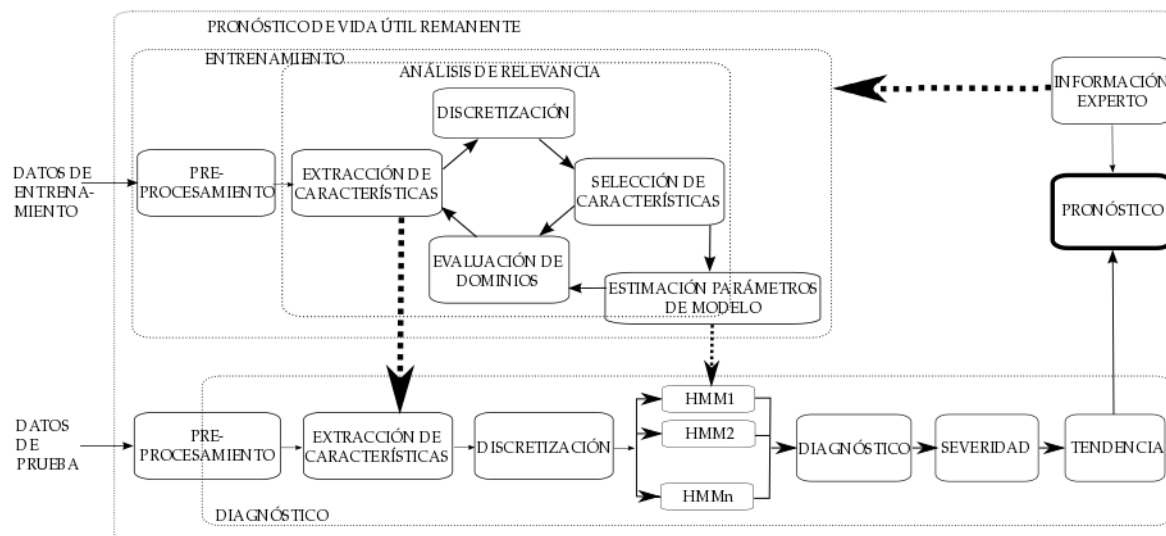 PRONÓSTICO DE VIDA ÚTIL REMANENTE
ENTRENAMIENTO
ANÁLISIS DE RELEVANCIA
INFORMACIÓN
EXPERTO
DISCRETIZACIÓN
DATOS DE
ENTRENA-
MIENTO
PRE-
PROCESAMIENTO
EXTRACCIÓN DE
CARACTERÍSTICAS
SELECCIÓN DE
CARACTERÍSTICAS
PRONÓSTICO
EVALUACIÓN DE
DOMINIOS
ESTIMACIÓN PARÁMETROS
DE MODELO
DATOS
DE
PRUEBA
PRE-
PROCESAMIENTO
EXTRACCIÓN DE
CARACTERÍSTICAS
DISCRETIZACIÓN
HMM1
HMM2
HMMn
DIAGNÓSTICO
SEVERIDAD
TENDENCIA
DIAGNÓSTICO